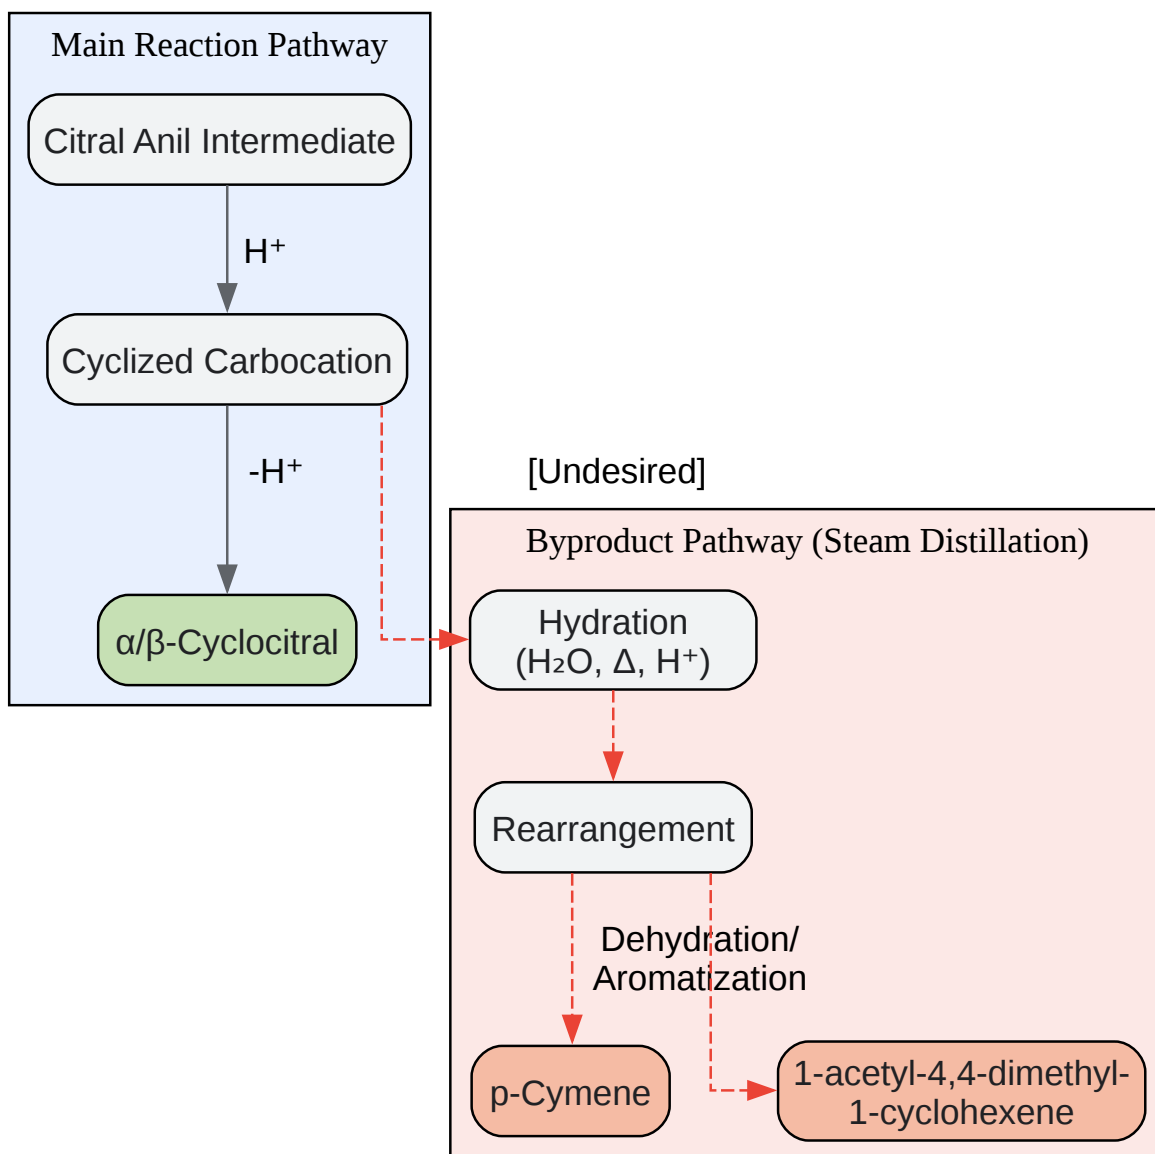 Main Reaction Pathway
Citral Anil Intermediate
H⁺
Cyclized Carbocation
-H⁺
α/β-Cyclocitral
[Undesired]
Byproduct Pathway (Steam Distillation)
Hydration
(H₂O, Δ, H⁺)
Rearrangement
Dehydration/
Aromatization
p-Cymene
1-acetyl-4,4-dimethyl-
1-cyclohexene